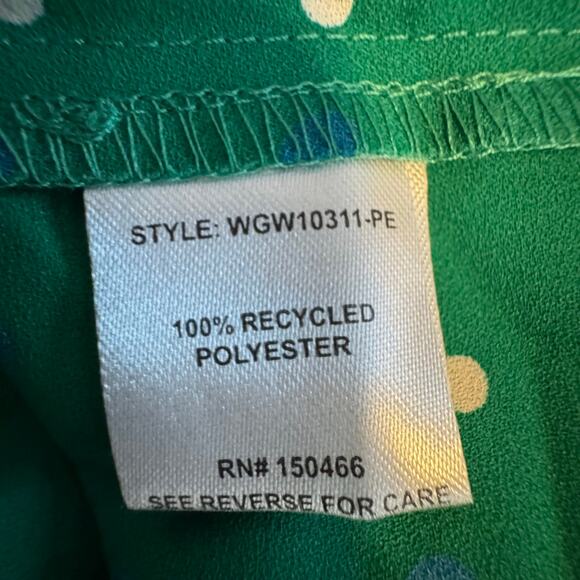 STYLE: WGW10311-PE
100% RECYCLED
POLYESTER
RN# 150466
SEE REVERSE FOR CARE